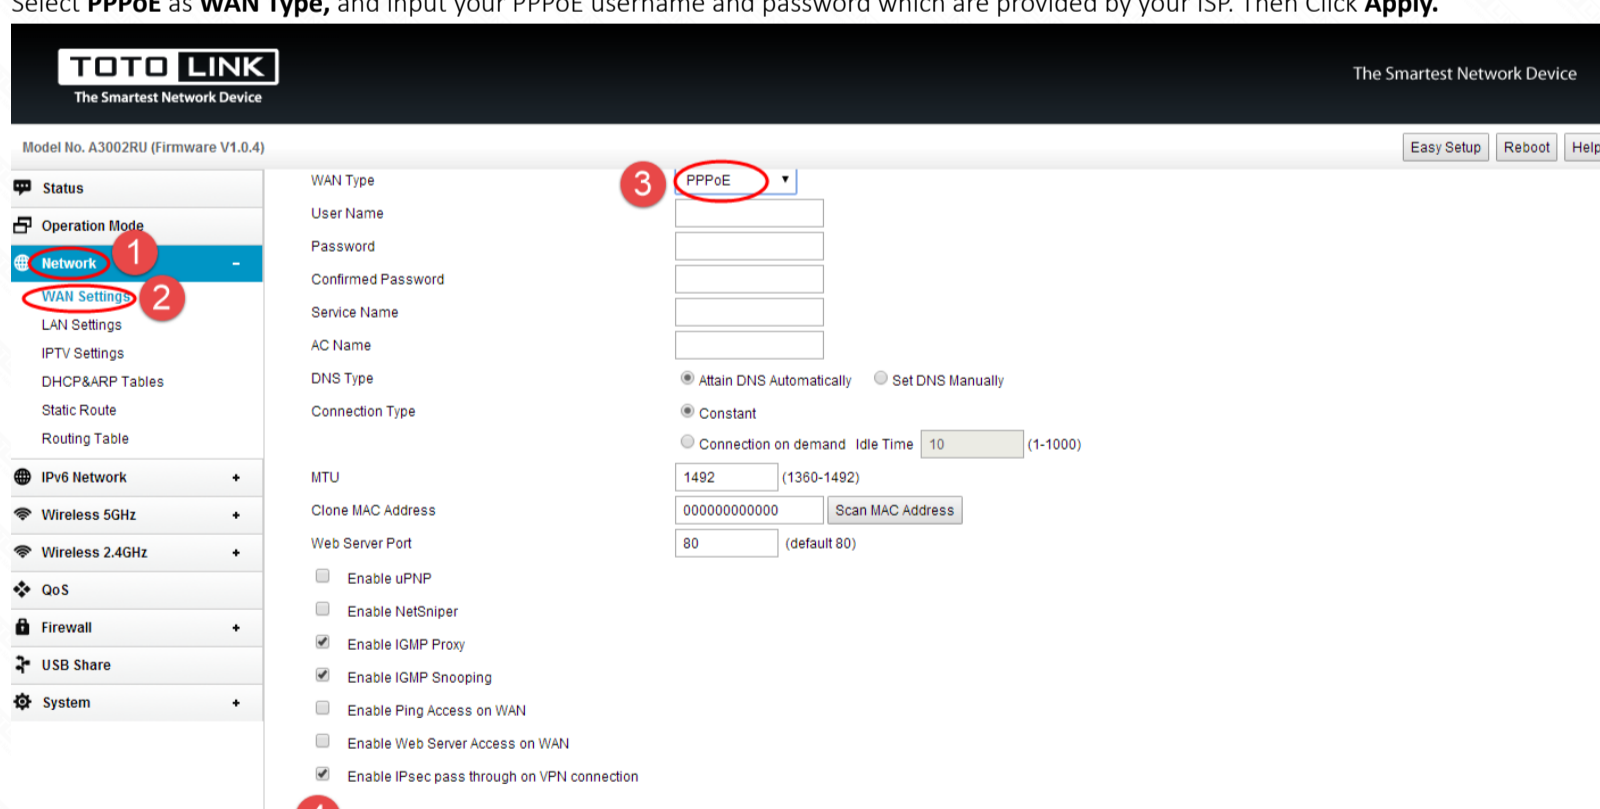 Select PPPoE as WAN Type, and input your PPPoE username and password which are provided by your ISP. Then Click Apply.
TOTO LINK
The Smartest Network Device
The Smartest Network Device
Model No. A3002RU (Firmware V1.0.4)
Easy Setup Reboot Help
Status
Operation Mode
Network 1 -
WAN Settings 2
LAN Settings
IPTV Settings
DHCP&ARP Tables
Static Route
Routing Table
IPv6 Network +
Wireless 5GHz +
Wireless 2.4GHz +
QoS
Firewall +
USB Share
System +
WAN Type 3 PPPoE
User Name
Password
Confirmed Password
Service Name
AC Name
DNS Type Attain DNS Automatically Set DNS Manually
Connection Type Constant
Connection on demand Idle Time 10 (1-1000)
MTU 1492 (1360-1492)
Clone MAC Address 000000000000 Scan MAC Address
Web Server Port 80 (default 80)
Enable uPNP
Enable NetSniper
Enable IGMP Proxy
Enable IGMP Snooping
Enable Ping Access on WAN
Enable Web Server Access on WAN
Enable IPsec pass through on VPN connection